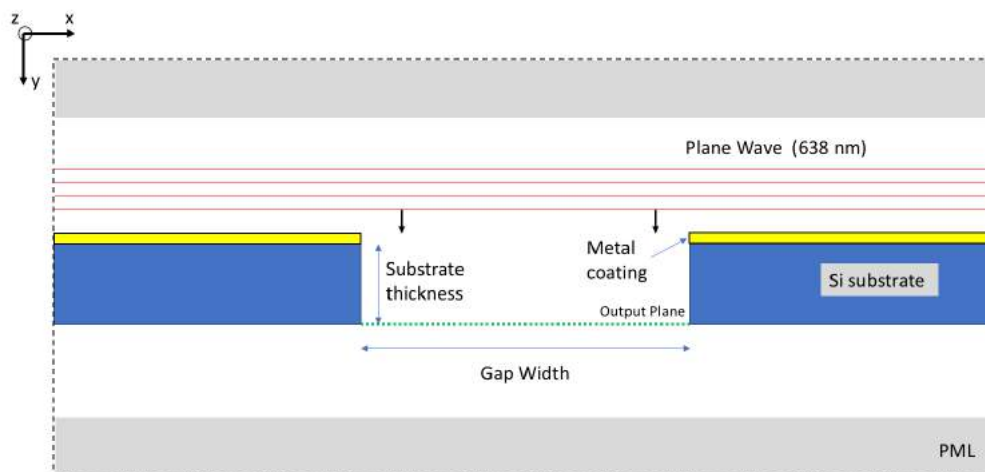 z
x
y
Plane Wave (638 nm)
Metal
coating
Substrate
thickness
Si substrate
Output Plane
Gap Width
PML